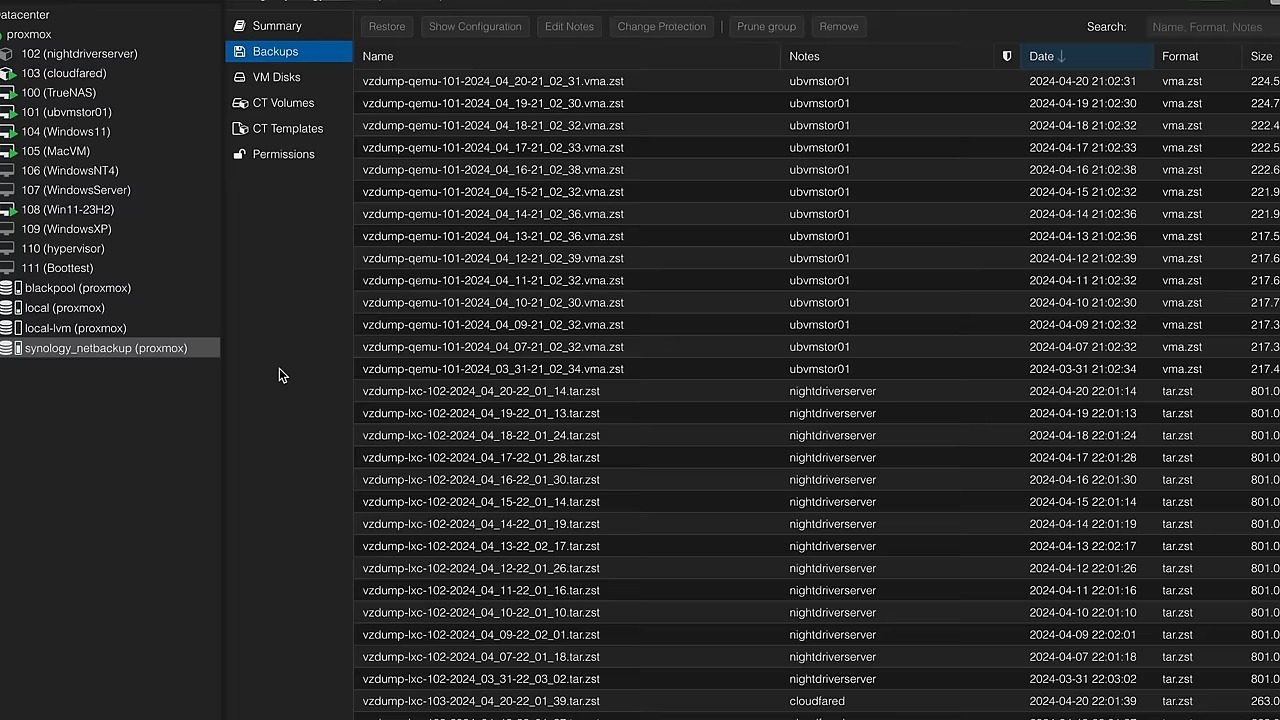 atacenter
proxmox
102 (nightdriverserver)
103 (cloudfared)
100 (TrueNAS)
101 (ubvmstor01)
104 (Windows11)
105 (MacVM)
106 (WindowsNT4)
107 (WindowsServer)
108 (Win11-23H2)
109 (WindowsXP)
110 (hypervisor)
111 (Boottest)
blackpool (proxmox)
local (proxmox)
local-lvm (proxmox)
synology_netbackup (proxmox)
Summary
Backups
VM Disks
CT Volumes
CT Templates
Permissions
Restore Show Configuration Edit Notes Change Protection Prune group Remove Search: Name, Format, Notes
Name Notes Date Format Size
vzdump-qemu-101-2024_04_20-21_02_31.vma.zst ubvmstor01 2024-04-20 21:02:31 vma.zst 224.5
vzdump-qemu-101-2024_04_19-21_02_30.vma.zst ubvmstor01 2024-04-19 21:02:30 vma.zst 224.7
vzdump-qemu-101-2024_04_18-21_02_32.vma.zst ubvmstor01 2024-04-18 21:02:32 vma.zst 222.4
vzdump-qemu-101-2024_04_17-21_02_33.vma.zst ubvmstor01 2024-04-17 21:02:33 vma.zst 222.5
vzdump-qemu-101-2024_04_16-21_02_38.vma.zst ubvmstor01 2024-04-16 21:02:38 vma.zst 222.6
vzdump-qemu-101-2024_04_15-21_02_32.vma.zst ubvmstor01 2024-04-15 21:02:32 vma.zst 221.9
vzdump-qemu-101-2024_04_14-21_02_36.vma.zst ubvmstor01 2024-04-14 21:02:36 vma.zst 221.9
vzdump-qemu-101-2024_04_13-21_02_36.vma.zst ubvmstor01 2024-04-13 21:02:36 vma.zst 217.5
vzdump-qemu-101-2024_04_12-21_02_39.vma.zst ubvmstor01 2024-04-12 21:02:39 vma.zst 217.6
vzdump-qemu-101-2024_04_11-21_02_32.vma.zst ubvmstor01 2024-04-11 21:02:32 vma.zst 217.6
vzdump-qemu-101-2024_04_10-21_02_30.vma.zst ubvmstor01 2024-04-10 21:02:30 vma.zst 217.7
vzdump-qemu-101-2024_04_09-21_02_32.vma.zst ubvmstor01 2024-04-09 21:02:32 vma.zst 217.3
vzdump-qemu-101-2024_04_07-21_02_32.vma.zst ubvmstor01 2024-04-07 21:02:32 vma.zst 217.3
vzdump-qemu-101-2024_03_31-21_02_34.vma.zst ubvmstor01 2024-03-31 21:02:34 vma.zst 217.4
vzdump-lxc-102-2024_04_20-22_01_14.tar.zst nightdriverserver 2024-04-20 22:01:14 tar.zst 801.0
vzdump-lxc-102-2024_04_19-22_01_13.tar.zst nightdriverserver 2024-04-19 22:01:13 tar.zst 801.0
vzdump-lxc-102-2024_04_18-22_01_24.tar.zst nightdriverserver 2024-04-18 22:01:24 tar.zst 801.0
vzdump-lxc-102-2024_04_17-22_01_28.tar.zst nightdriverserver 2024-04-17 22:01:28 tar.zst 801.0
vzdump-lxc-102-2024_04_16-22_01_30.tar.zst nightdriverserver 2024-04-16 22:01:30 tar.zst 801.0
vzdump-lxc-102-2024_04_15-22_01_14.tar.zst nightdriverserver 2024-04-15 22:01:14 tar.zst 801.0
vzdump-lxc-102-2024_04_14-22_01_19.tar.zst nightdriverserver 2024-04-14 22:01:19 tar.zst 801.0
vzdump-lxc-102-2024_04_13-22_02_17.tar.zst nightdriverserver 2024-04-13 22:02:17 tar.zst 801.0
vzdump-lxc-102-2024_04_12-22_01_26.tar.zst nightdriverserver 2024-04-12 22:01:26 tar.zst 801.0
vzdump-lxc-102-2024_04_11-22_01_16.tar.zst nightdriverserver 2024-04-11 22:01:16 tar.zst 801.0
vzdump-lxc-102-2024_04_10-22_01_10.tar.zst nightdriverserver 2024-04-10 22:01:10 tar.zst 801.0
vzdump-lxc-102-2024_04_09-22_02_01.tar.zst nightdriverserver 2024-04-09 22:02:01 tar.zst 801.0
vzdump-lxc-102-2024_04_07-22_01_18.tar.zst nightdriverserver 2024-04-07 22:01:18 tar.zst 801.0
vzdump-lxc-102-2024_03_31-22_03_02.tar.zst nightdriverserver 2024-03-31 22:03:02 tar.zst 801.0
vzdump-lxc-103-2024_04_20-22_01_39.tar.zst cloudfared 2024-04-20 22:01:39 tar.zst 263.0